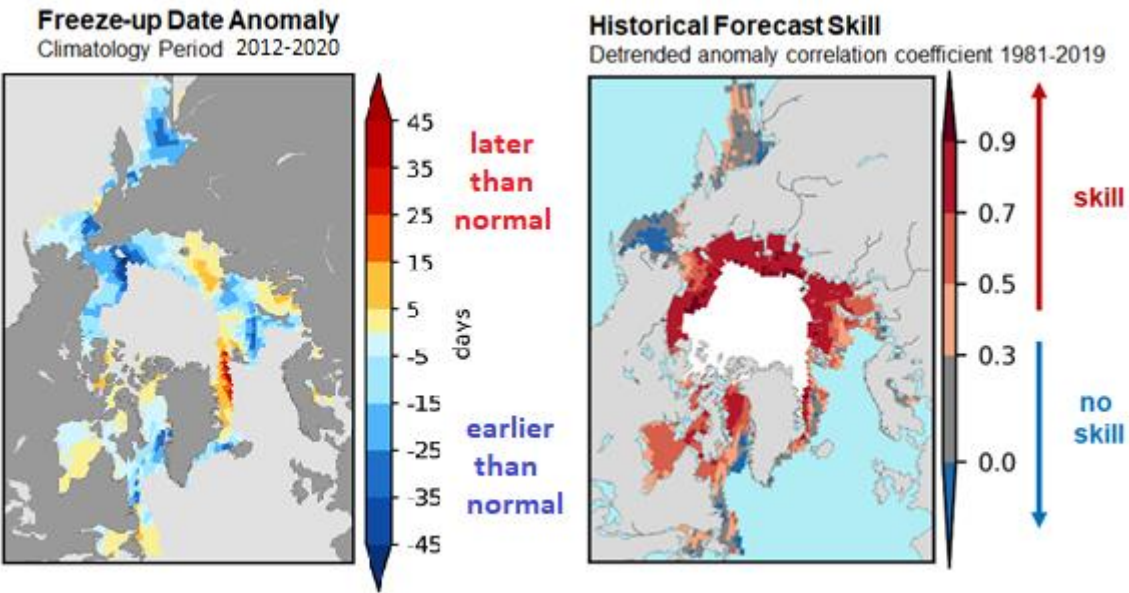 Freeze-up Date Anomaly
Climatology Period 2012-2020
45
35
25
15
5
-5
-15
-25
-35
-45
days
later
than
normal
earlier
than
normal
Historical Forecast Skill
Detrended anomaly correlation coefficient 1981-2019
0.9
0.7
0.5
0.3
0.0
skill
no
skill